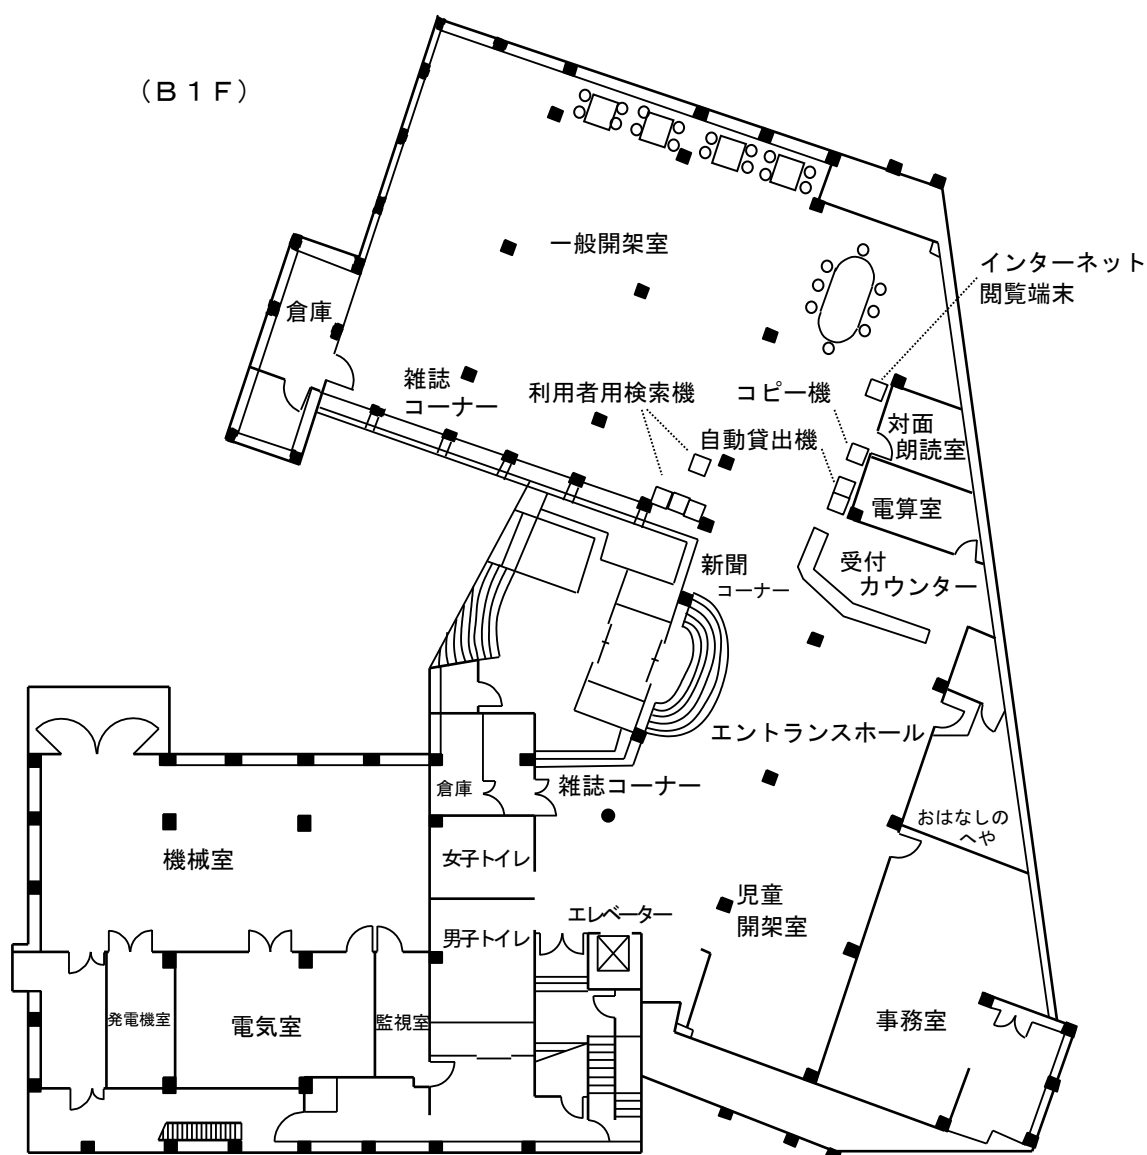 （Ｂ１Ｆ）
一般開架室
インターネット
閲覧端末
倉庫
雑誌
コーナー
利用者用検索機
コピー機
自動貸出機
対面
朗読室
電算室
新聞
コーナー
受付
カウンター
エントランスホール
倉庫
雑誌コーナー
おはなしの
へや
女子トイレ
機械室
児童
開架室
エレベーター
男子トイレ
発電機室
電気室
監視室
事務室